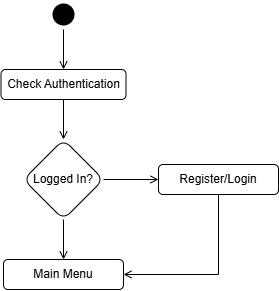 Check Authentication
Logged In?
Register/Login
Main Menu